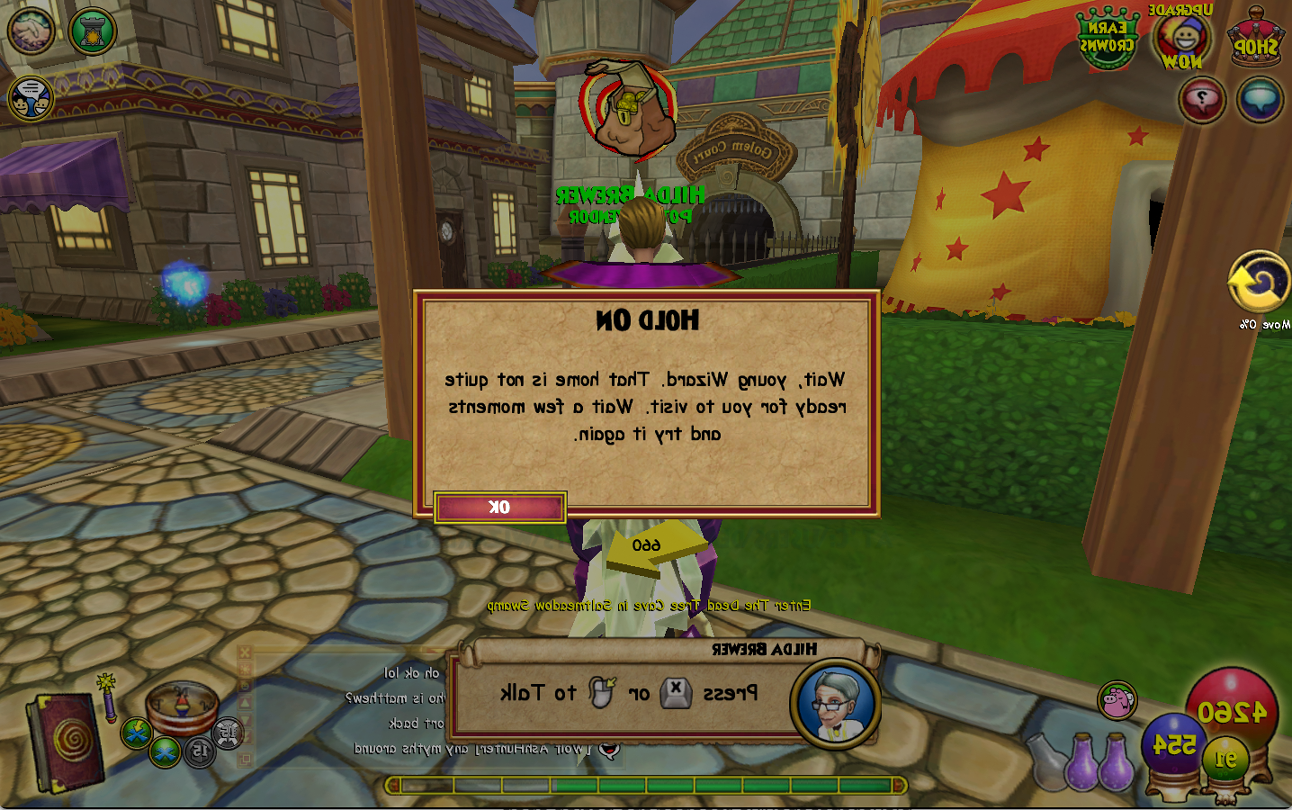 UPGRADE
NOW
EARN
CROWNS
SHOP
?
Golem Court
HILDA BREWER
Move 0%
HOLD ON
Wait, young Wizard. That home is not quite
ready for you to visit. Wait a few moments
and try it again.
OK
660
Enter The Dead Tree Cave in Saltmeadow Swamp
HILDA BREWER
Press X or to Talk
oh ok lol
ho is matthew?
ort back
any myths around
15
15
4260
554
91